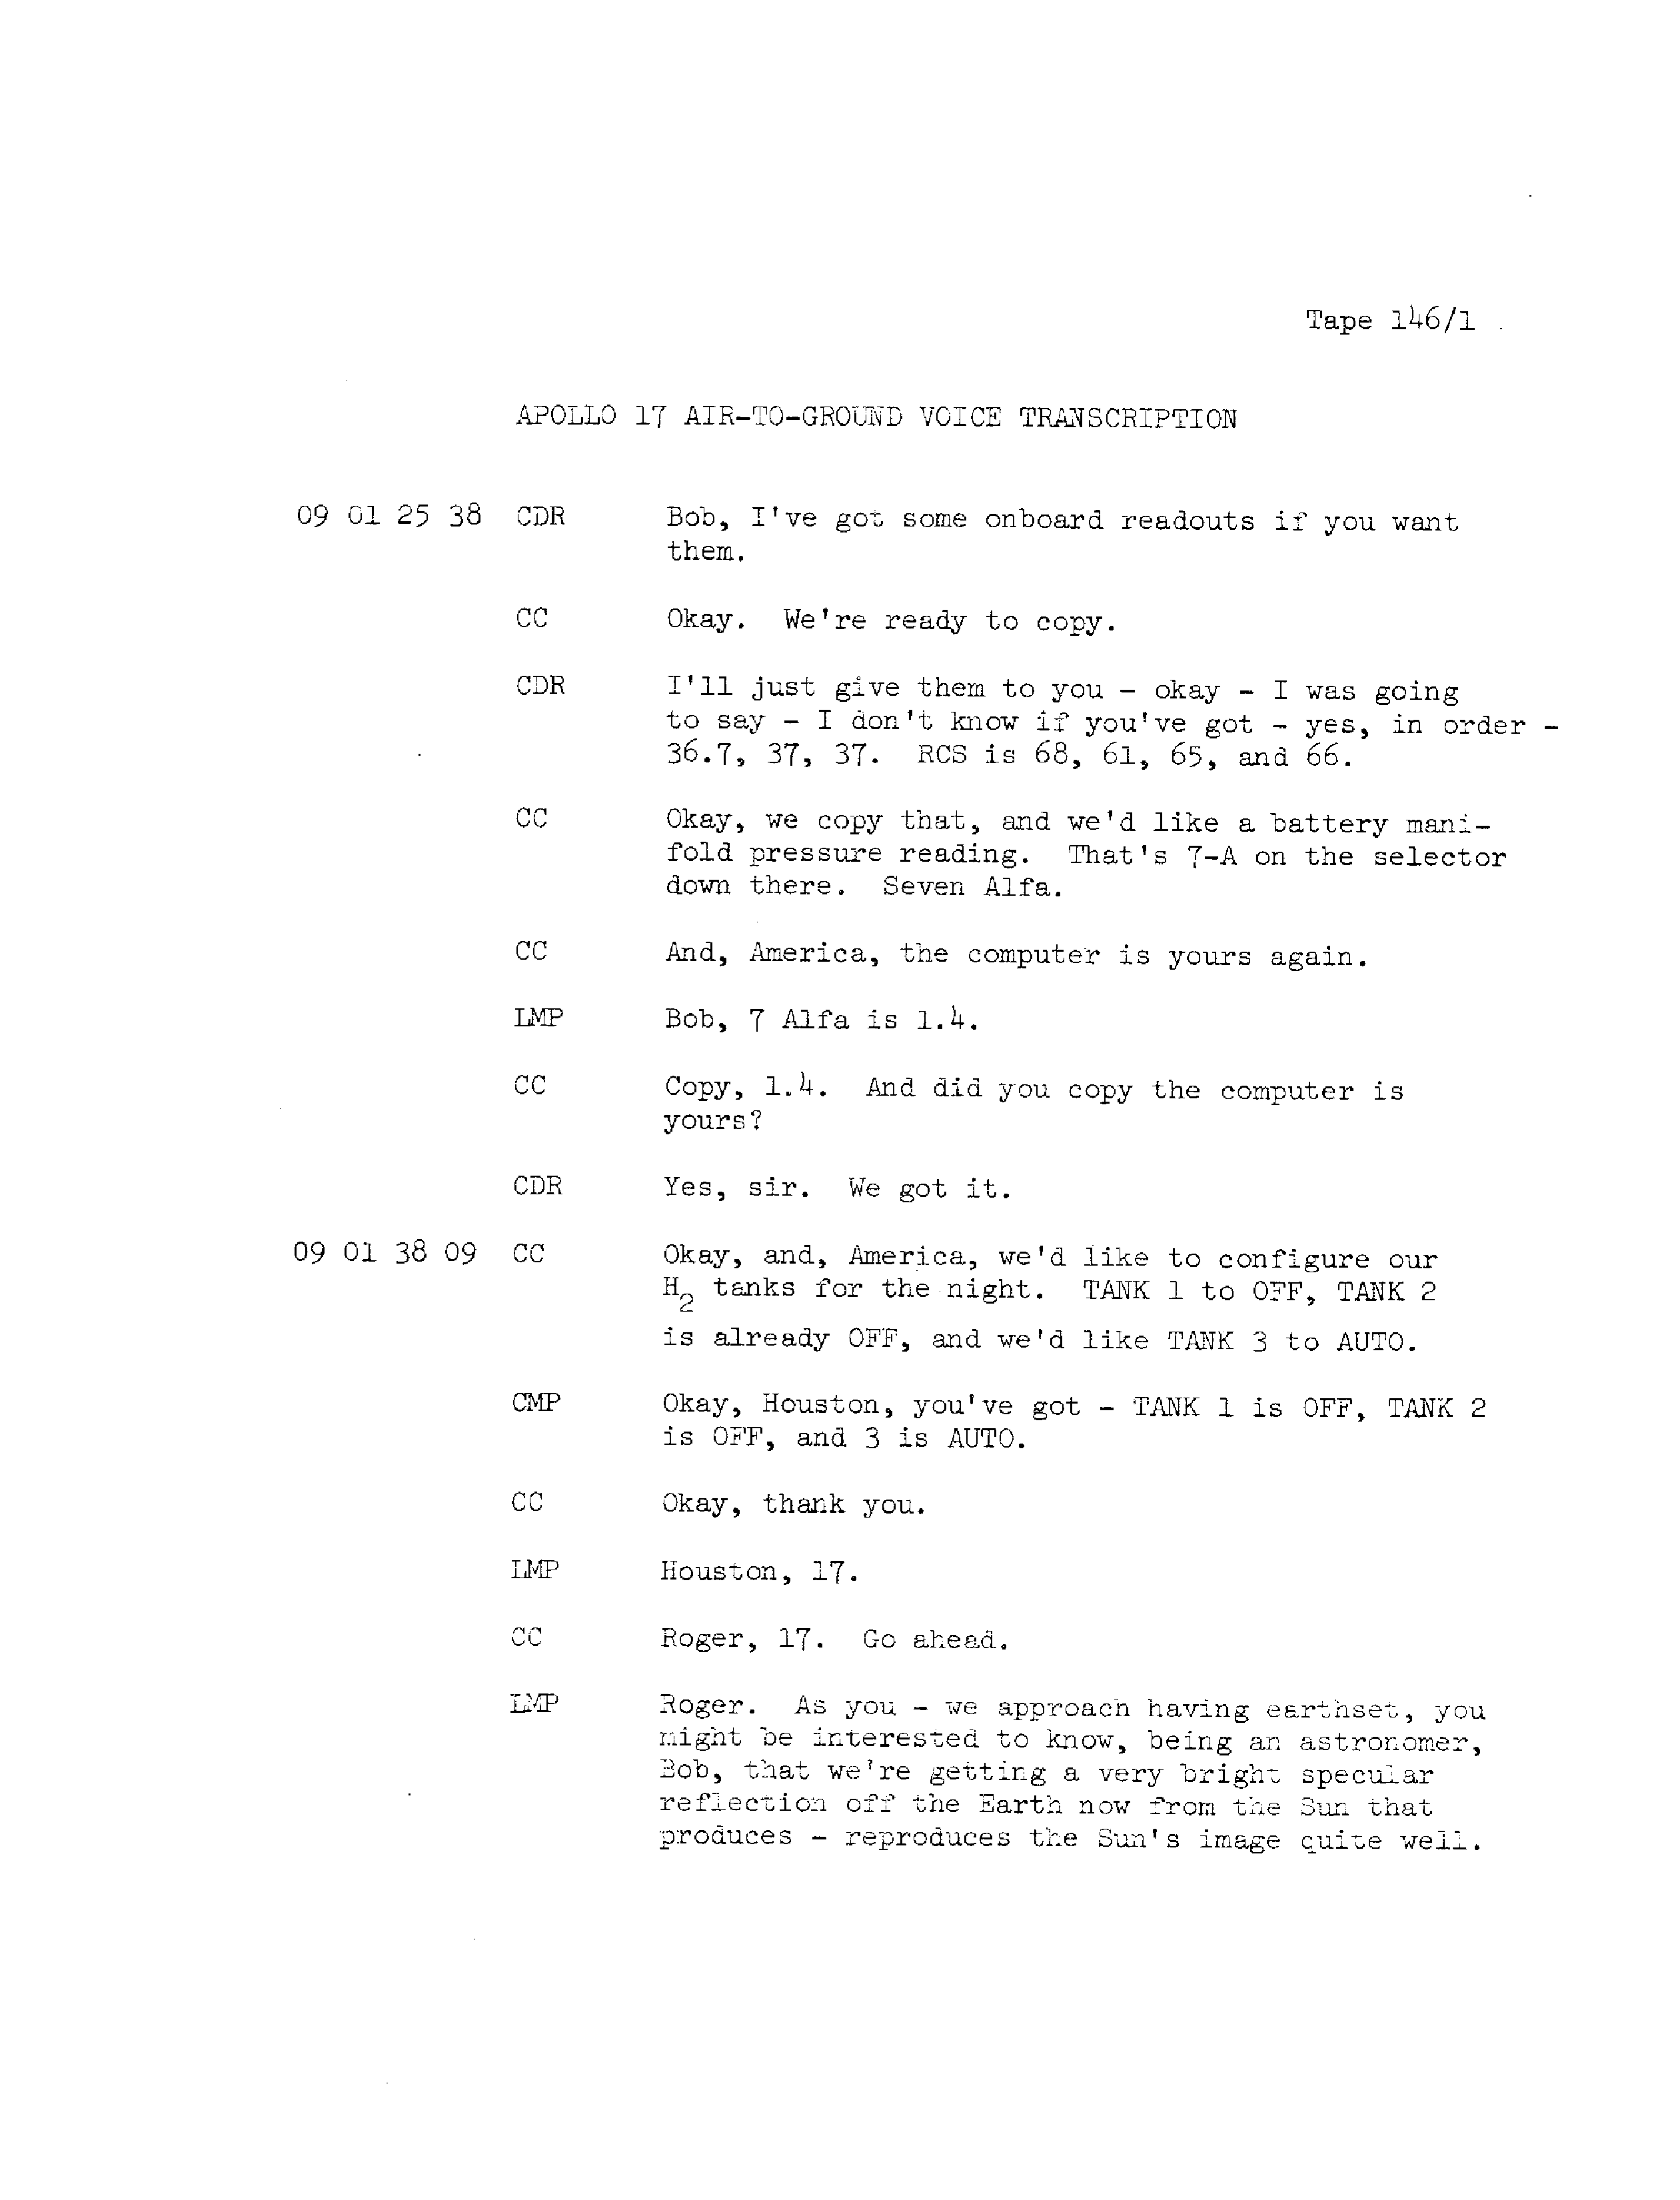 Tape 146/1
APOLLO 17 AIR-TO-GROUND VOICE TRANSCRIPTION
09 01 25 38 CDR Bob, I've got some onboard readouts if you want
them.
CC Okay. We're ready to copy.
CDR I'll just give them to you - okay - I was going
to say - I don't know if you've got - yes, in order -
36.7, 37, 37. RCS is 68, 61, 65, and 66.
CC Okay, we copy that, and we'd like a battery mani-
fold pressure reading. That's 7-A on the selector
down there. Seven Alfa.
CC And, America, the computer is yours again.
LMP Bob, 7 Alfa is 1.4.
CC Copy, 1.4. And did you copy the computer is
yours?
CDR Yes, sir. We got it.
09 01 38 09 CC Okay, and, America, we'd like to configure our
H2 tanks for the night. TANK 1 to OFF, TANK 2
is already OFF, and we'd like TANK 3 to AUTO.
CMP Okay, Houston, you've got - TANK 1 is OFF, TANK 2
is OFF, and 3 is AUTO.
CC Okay, thank you.
LMP Houston, 17.
CC Roger, 17. Go ahead.
LMP Roger. As you - we approach having earthset, you
might be interested to know, being an astronomer,
Bob, that we're getting a very bright specular
reflection off the Earth now from the Sun that
produces - reproduces the Sun's image quite well.